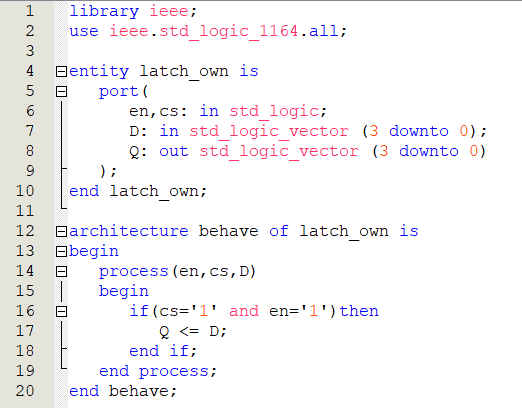 1 library ieee;
2 use ieee.std_logic_1164.all;
3
4 entity latch_own is
5 port(
6 en,cs: in std_logic;
7 D: in std_logic_vector (3 downto 0);
8 Q: out std_logic_vector (3 downto 0)
9 );
10 end latch_own;
11
12 architecture behave of latch_own is
13 begin
14 process(en,cs,D)
15 begin
16 if(cs='1' and en='1')then
17 Q <= D;
18 end if;
19 end process;
20 end behave;